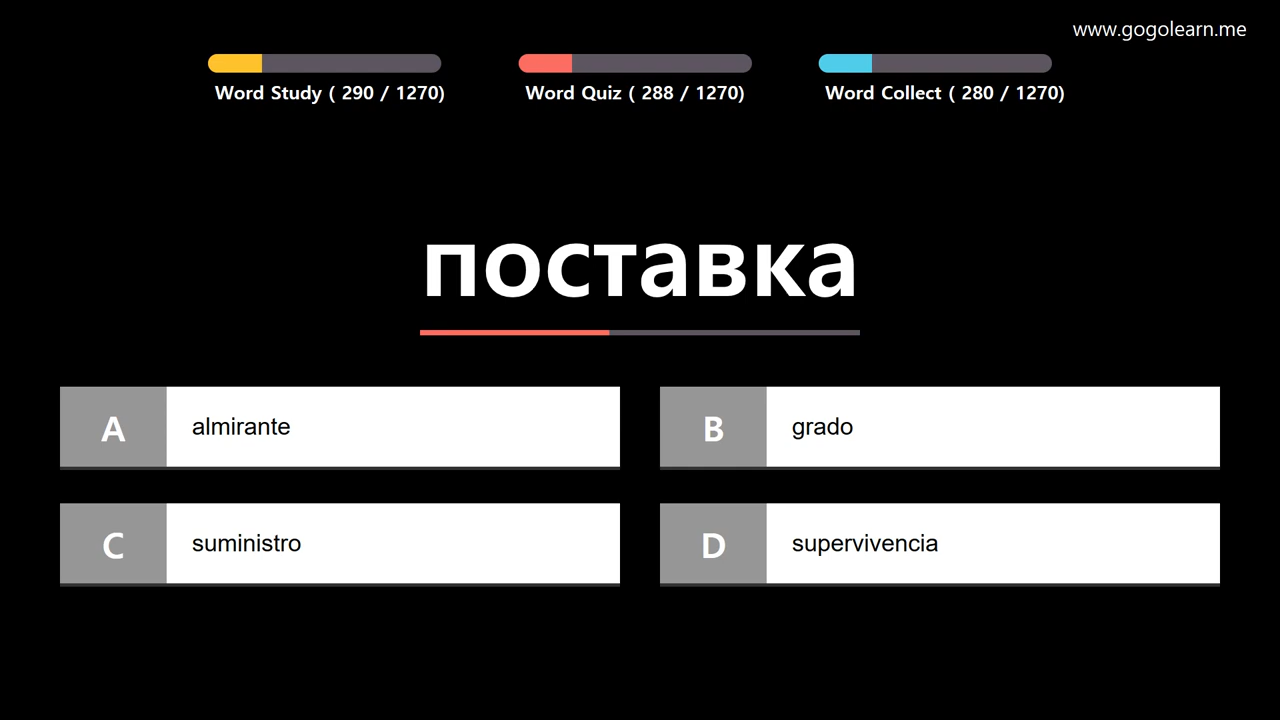 www.gogolearn.me
Word Study ( 290 / 1270)
Word Quiz ( 288 / 1270)
Word Collect ( 280 / 1270)
поставка
A almirante
B grado
C suministro
D supervivencia